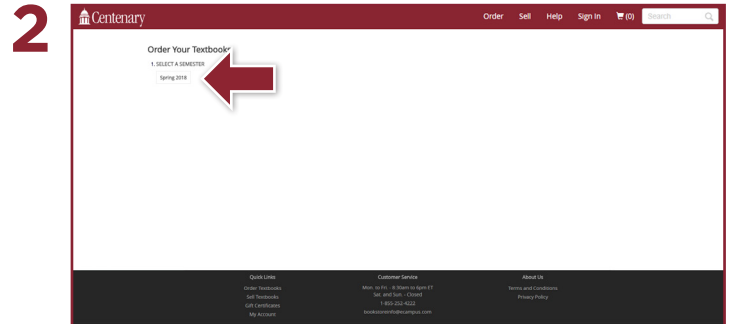 2
Centenary
Order Sell Help Sign In (0) Search
Order Your Textbooks
1. SELECT A SEMESTER
Spring 2018
Quick Links
Order Textbooks
Sell Textbooks
Gift Certificates
My Account
Customer Service
Mon. to Fri. - 8:30am to 6pm ET
Sat. and Sun. - Closed
1-855-252-4222
bookstoreinfo@ecampus.com
About Us
Terms and Conditions
Privacy Policy